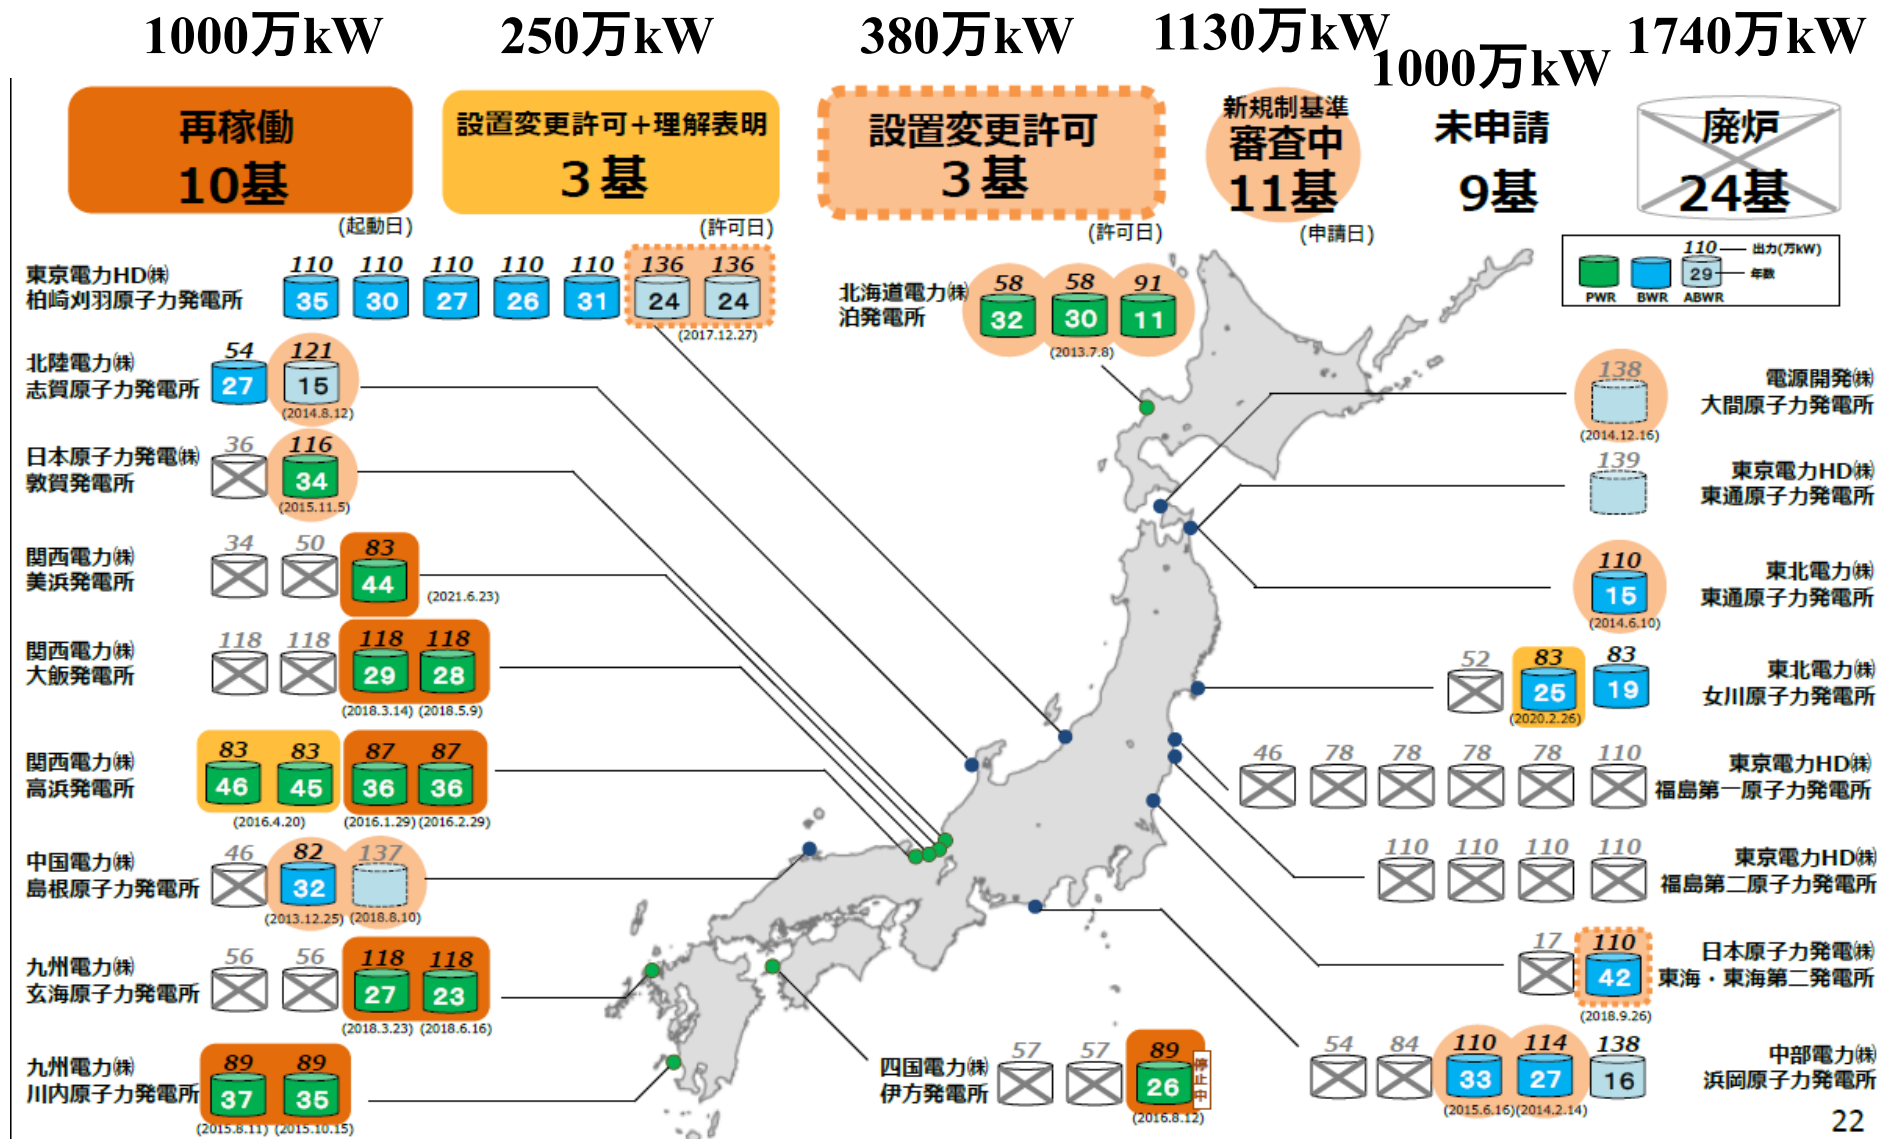 1000万kW
250万kW
380万kW
1130万kW
1000万kW
1740万kW
再稼働
10基
(起動日)
設置変更許可+理解表明
3基
(許可日)
設置変更許可
3基
(許可日)
新規制基準
審査中
11基
(申請日)
未申請
9基
廃炉
24基
110 出力(万kW)
29 年数
PWR BWR ABWR
東京電力HD㈱
柏崎刈羽原子力発電所
110 110 110 110 110 136 136
35 30 27 26 31 24 24
(2017.12.27)
北海道電力㈱
泊発電所
58 58 91
32 30 11
(2013.7.8)
北陸電力㈱
志賀原子力発電所
54 121
27 15
(2014.8.12)
日本原子力発電㈱
敦賀発電所
36 116
34
(2015.11.5)
関西電力㈱
美浜発電所
34 50 83
44
(2021.6.23)
関西電力㈱
大飯発電所
118 118 118 118
29 28
(2018.3.14) (2018.5.9)
関西電力㈱
高浜発電所
83 83 87 87
46 45 36 36
(2016.4.20) (2016.1.29) (2016.2.29)
中国電力㈱
島根原子力発電所
46 82 137
32
(2013.12.25) (2018.8.10)
九州電力㈱
玄海原子力発電所
56 56 118 118
27 23
(2018.3.23) (2018.6.16)
九州電力㈱
川内原子力発電所
89 89
37 35
(2015.8.11) (2015.10.15)
四国電力㈱
伊方発電所
57 57 89
26
停止中
(2016.8.12)
138
電源開発㈱
大間原子力発電所
(2014.12.16)
139
東京電力HD㈱
東通原子力発電所
110
15
東北電力㈱
東通原子力発電所
(2014.6.10)
52 83 83
25 19
東北電力㈱
女川原子力発電所
(2020.2.26)
46 78 78 78 78 110
東京電力HD㈱
福島第一原子力発電所
110 110 110 110
東京電力HD㈱
福島第二原子力発電所
17 110
42
日本原子力発電㈱
東海・東海第二発電所
(2018.9.26)
54 84 110 114 138
33 27 16
中部電力㈱
浜岡原子力発電所
(2015.6.16) (2014.2.14)
22